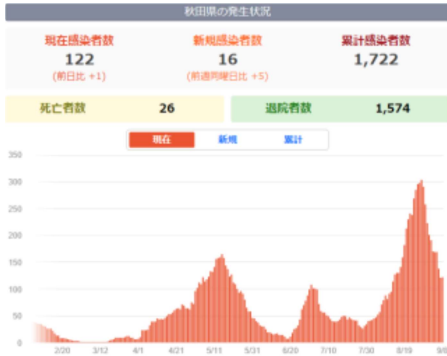 秋田県の発生状況
現在感染者数 新規感染者数 累計感染者数
122 16 1,722
(前日比 +1) (前週同曜日比 +5)
死亡者数 26 退院者数 1,574
現在 新規 累計
350
300
250
200
150
100
50
0
2/20 3/12 4/1 4/21 5/11 5/31 6/20 7/10 7/30 8/19